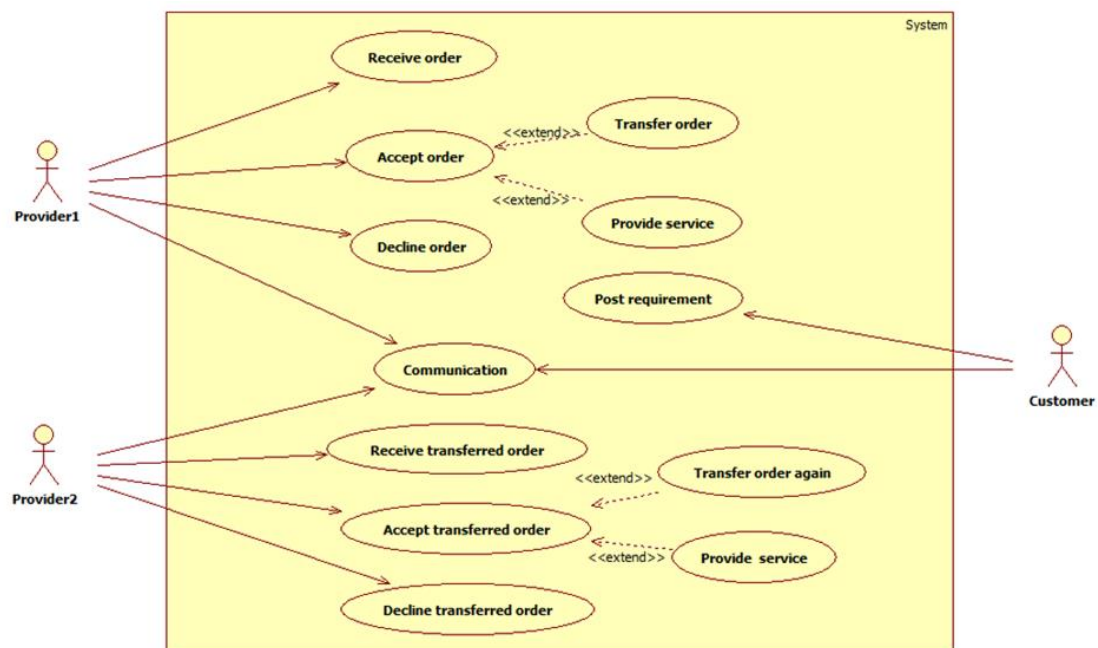 System
Receive order
<<extend>>
Transfer order
Accept order
Provider1
<<extend>>
Provide service
Decline order
Post requirement
Communication
Customer
Receive transferred order
<<extend>>
Transfer order again
Provider2
Accept transferred order
<<extend>>
Provide  service
Decline transferred order